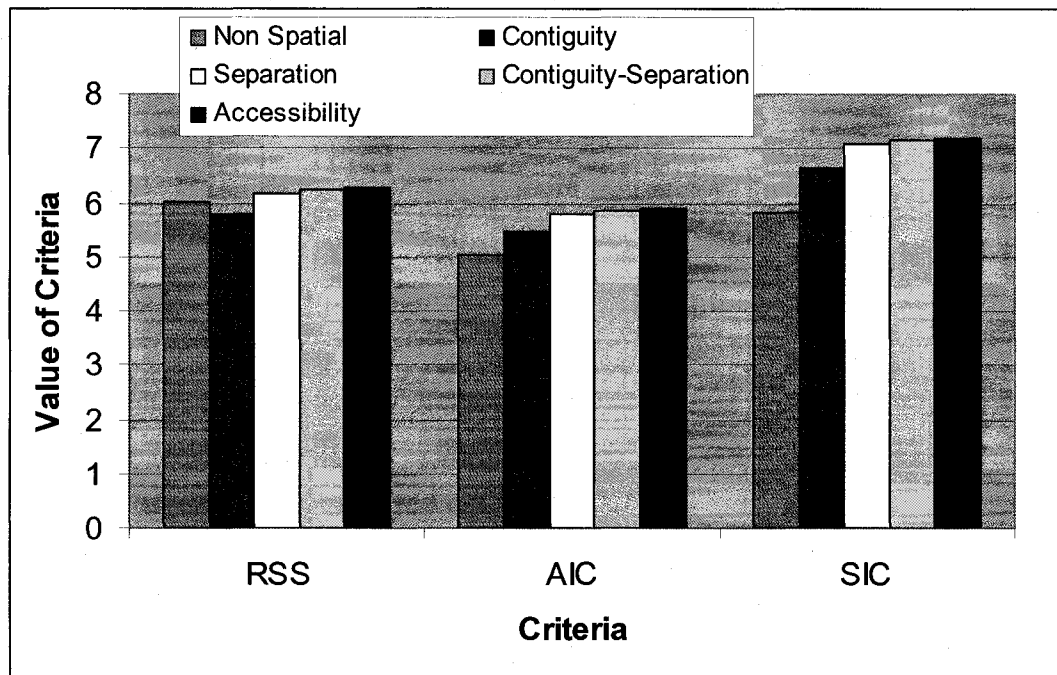 Non Spatial
Contiguity
Separation
Contiguity-Separation
Accessibility
8
7
6
5
4
3
2
1
0
Value of Criteria
RSS
AIC
SIC
Criteria